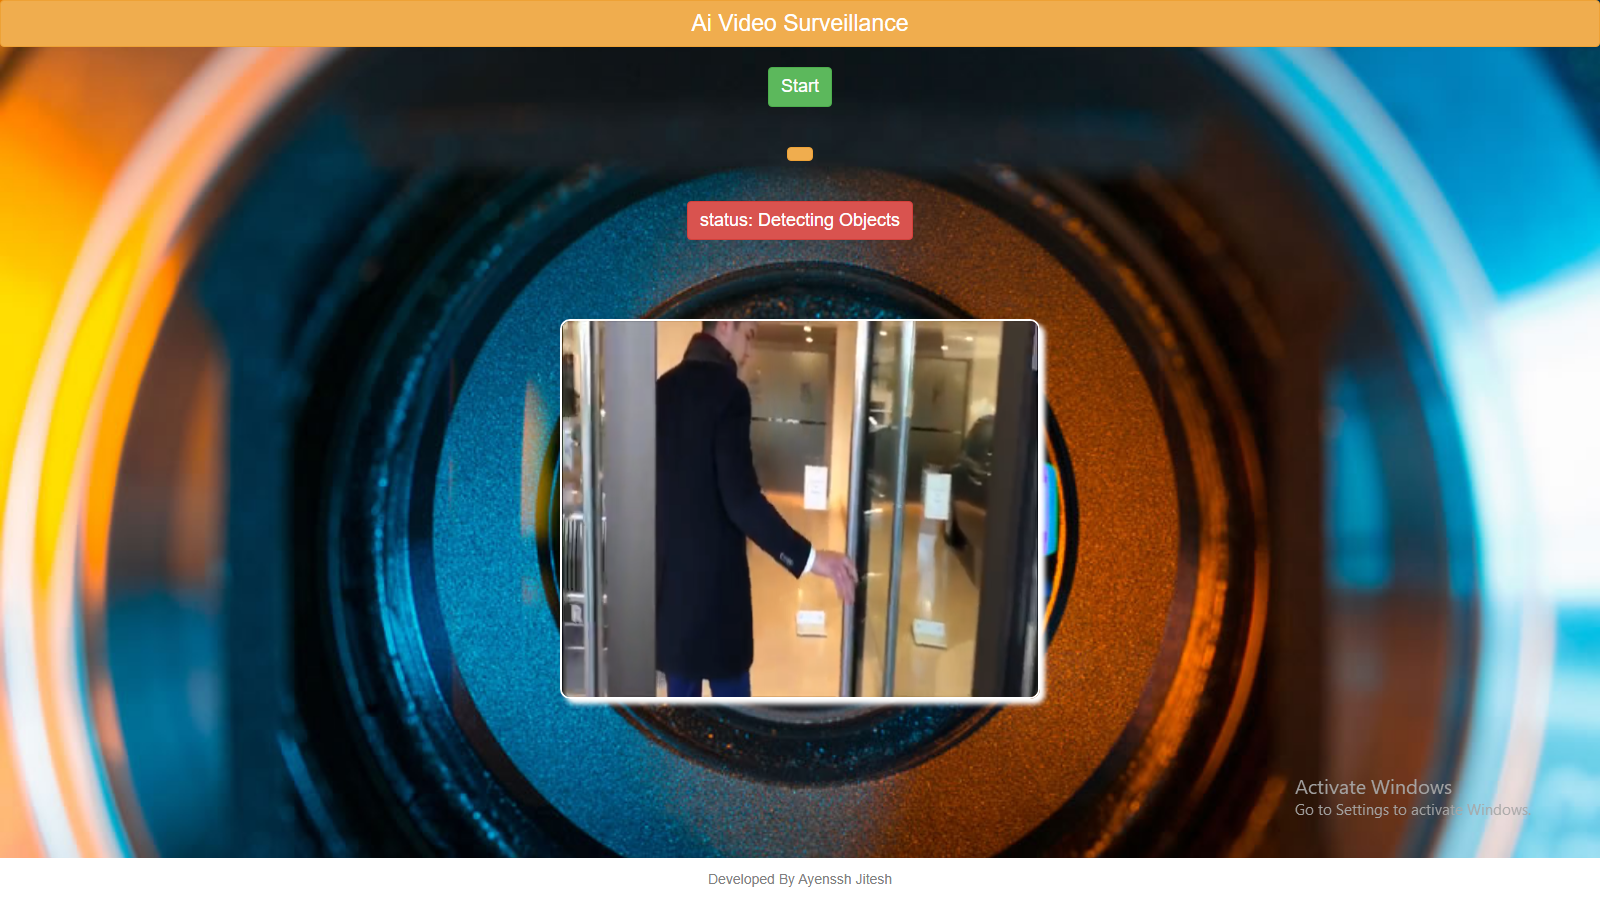 Ai Video Surveillance
Start
status: Detecting Objects
Activate Windows
Go to Settings to activate Windows.
Developed By Ayenssh Jitesh